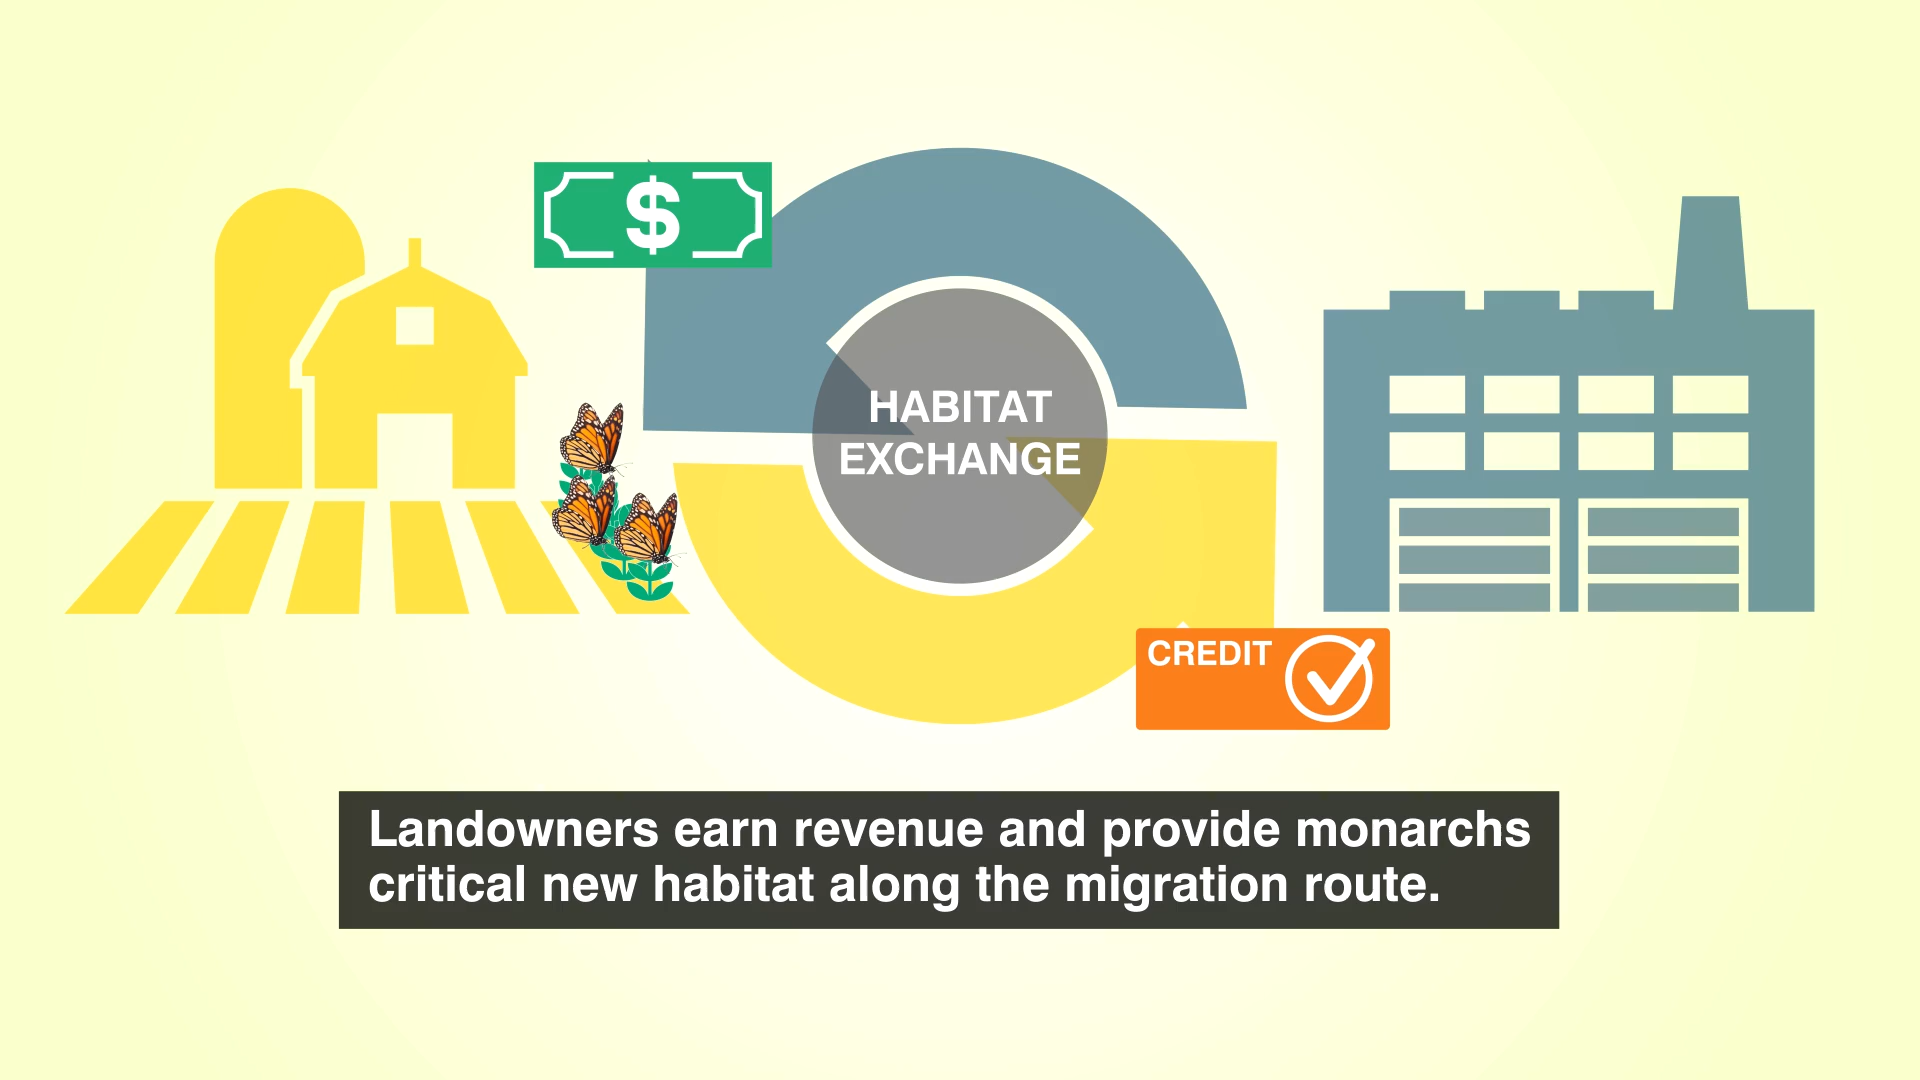 $
HABITAT
EXCHANGE
CREDIT
Landowners earn revenue and provide monarchs
critical new habitat along the migration route.